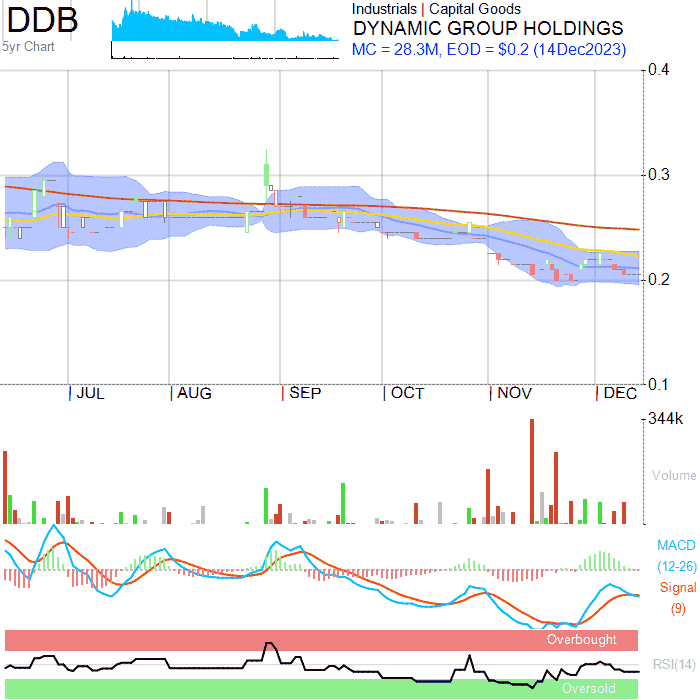 DDB
5yr Chart
Industrials | Capital Goods
DYNAMIC GROUP HOLDINGS
MC = 28.3M, EOD = $0.2 (14Dec2023)
0.4
0.3
0.2
0.1
JUL AUG SEP OCT NOV DEC
344k
Volume
MACD
(12-26)
Signal
(9)
Overbought
RSI(14)
Oversold